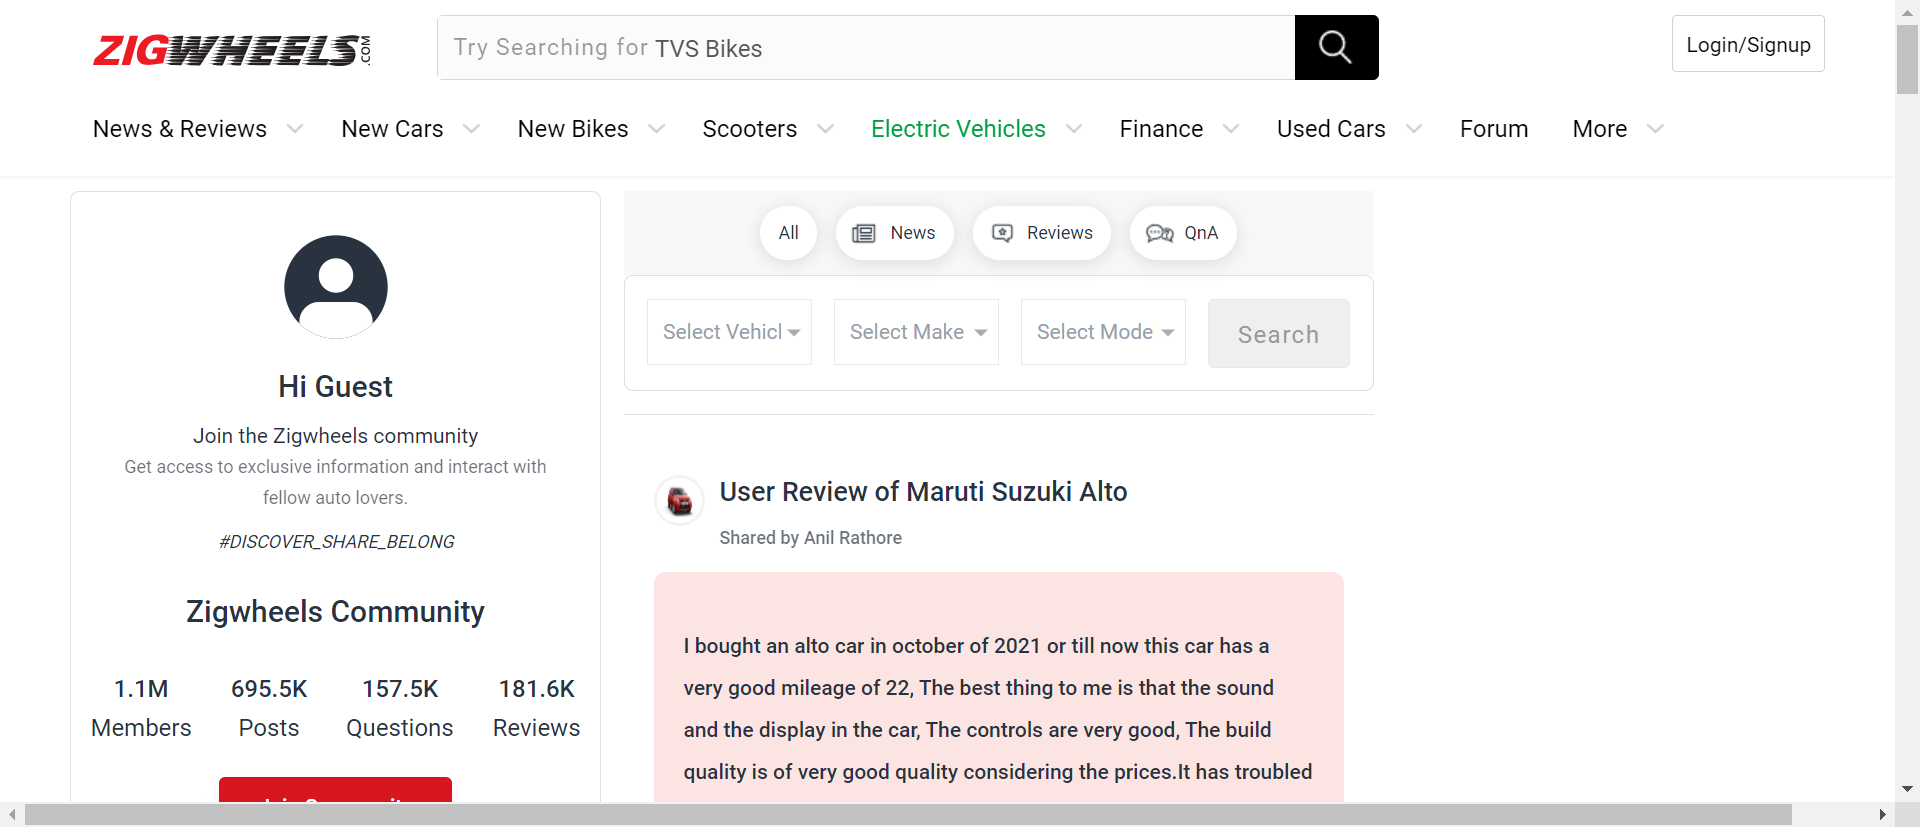 ZIGWHEELS.COM
Try Searching for TVS Bikes
Login/Signup
News & Reviews
New Cars
New Bikes
Scooters
Electric Vehicles
Finance
Used Cars
Forum
More
Hi Guest
Join the Zigwheels community
Get access to exclusive information and interact with
fellow auto lovers.
#DISCOVER_SHARE_BELONG
Zigwheels Community
1.1M
Members
695.5K
Posts
157.5K
Questions
181.6K
Reviews
All
News
Reviews
QnA
Select Vehicl
Select Make
Select Mode
Search
User Review of Maruti Suzuki Alto
Shared by Anil Rathore
I bought an alto car in october of 2021 or till now this car has a
very good mileage of 22, The best thing to me is that the sound
and the display in the car, The controls are very good, The build
quality is of very good quality considering the prices.It has troubled